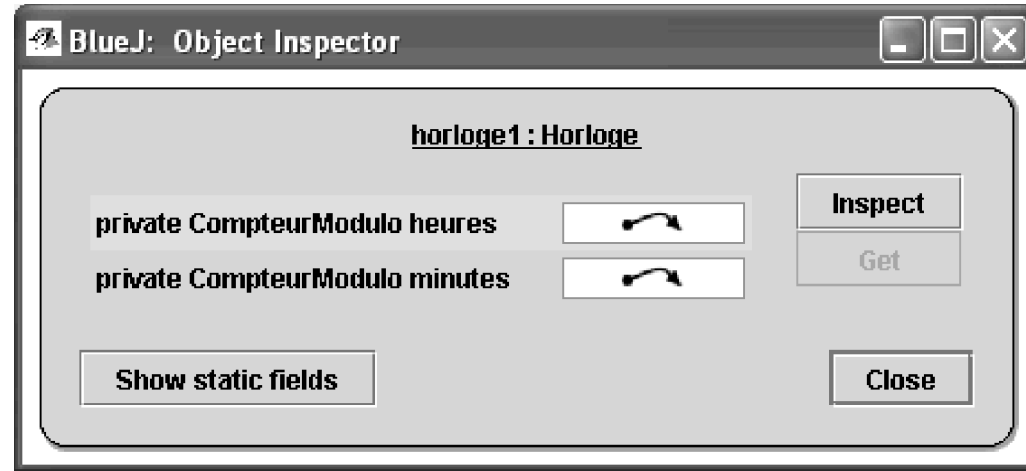 BlueJ: Object Inspector
horloge1 : Horloge
private CompteurModulo heures
Inspect
private CompteurModulo minutes
Get
Show static fields
Close